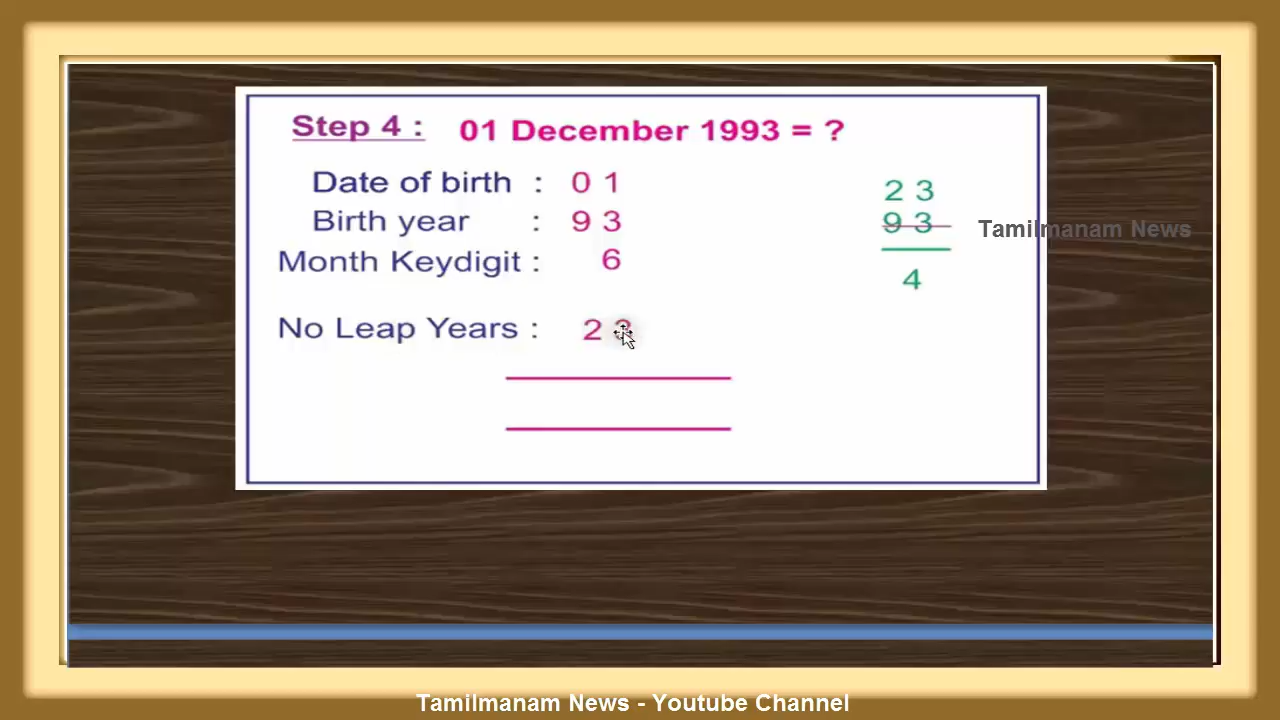 Step 4 : 01 December 1993 = ?
Date of birth : 0 1
Birth year : 9 3
Month Keydigit : 6
No Leap Years : 2 3
2 3
9 3
4
Tamilmanam News
Tamilmanam News - Youtube Channel